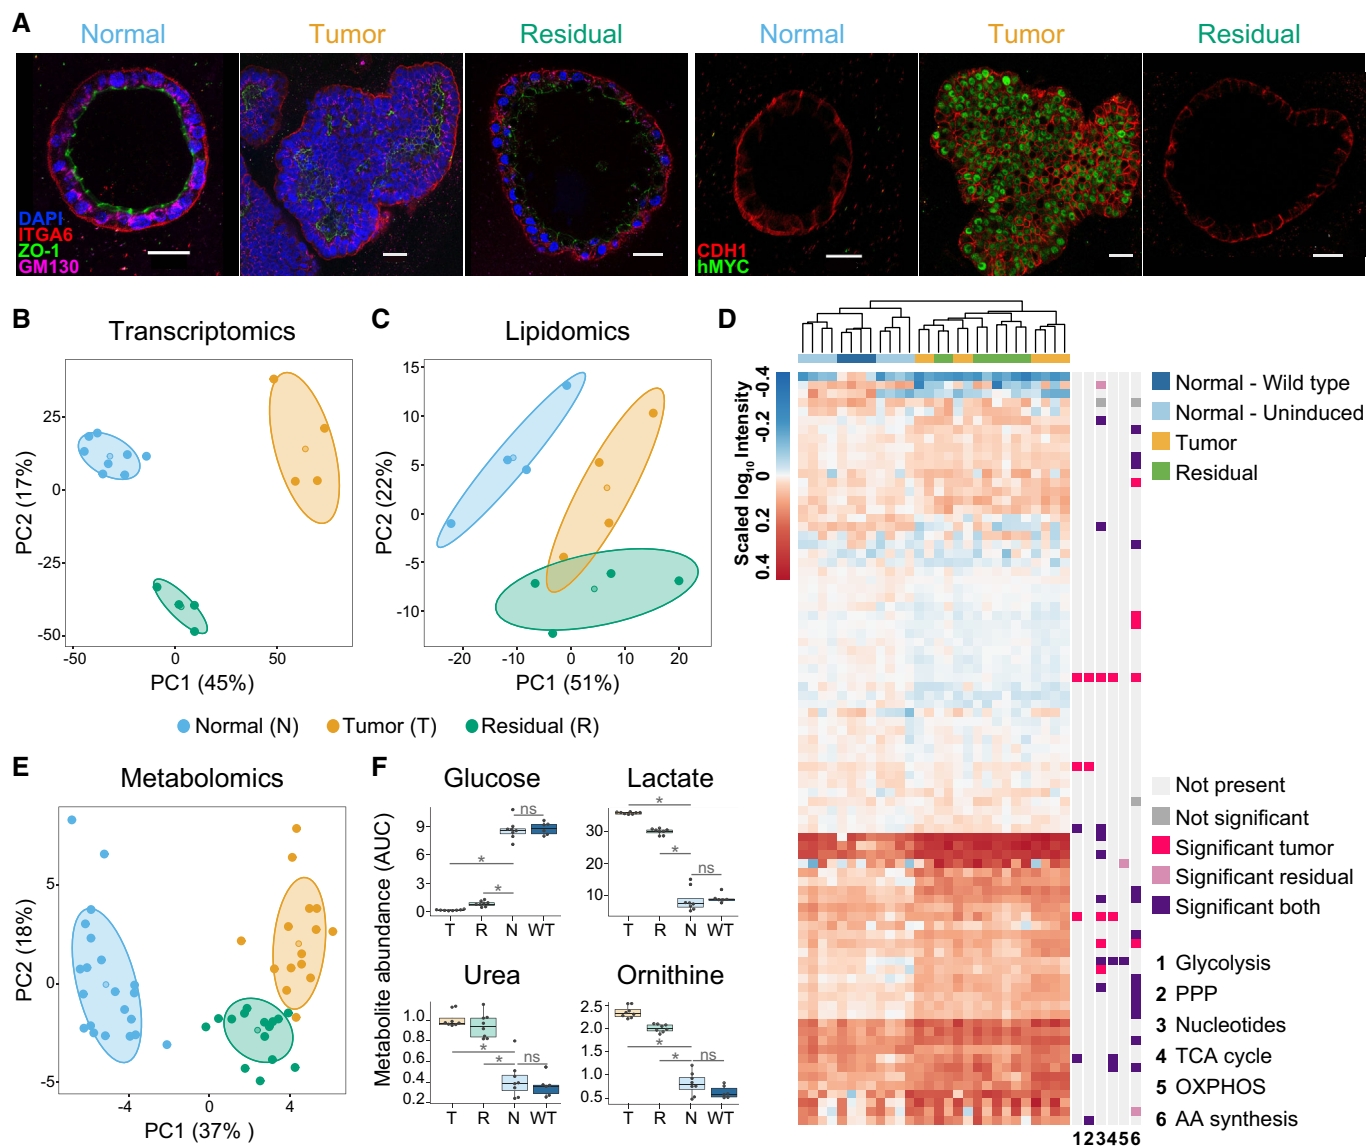 A
Normal Tumor Residual Normal Tumor Residual
DAPI
ITGA6
ZO-1
GM130
CDH1
hMYC
B
Transcriptomics
PC2 (17%)
25
0
-25
-50
-50 0 50
PC1 (45%)
C
Lipidomics
PC2 (22%)
15
10
5
0
-5
-10
-20 -10 0 10 20
PC1 (51%)
Normal (N) Tumor (T) Residual (R)
D
Scaled log10 Intensity
-0.4
-0.2
0
0.2
0.4
Normal - Wild type
Normal - Uninduced
Tumor
Residual
Not present
Not significant
Significant tumor
Significant residual
Significant both
1 Glycolysis
2 PPP
3 Nucleotides
4 TCA cycle
5 OXPHOS
6 AA synthesis
123456
E
Metabolomics
PC2 (18%)
5
0
-5
-4 0 4
PC1 (37% )
F
Metabolite abundance (AUC)
Glucose
9
6
3
0
ns
*
*
T R N WT
Lactate
30
20
10
*
*
ns
T R N WT
Urea
1.0
0.8
0.6
0.4
0.2
*
*
ns
T R N WT
Ornithine
2.5
2.0
1.5
1.0
0.5
*
*
ns
T R N WT